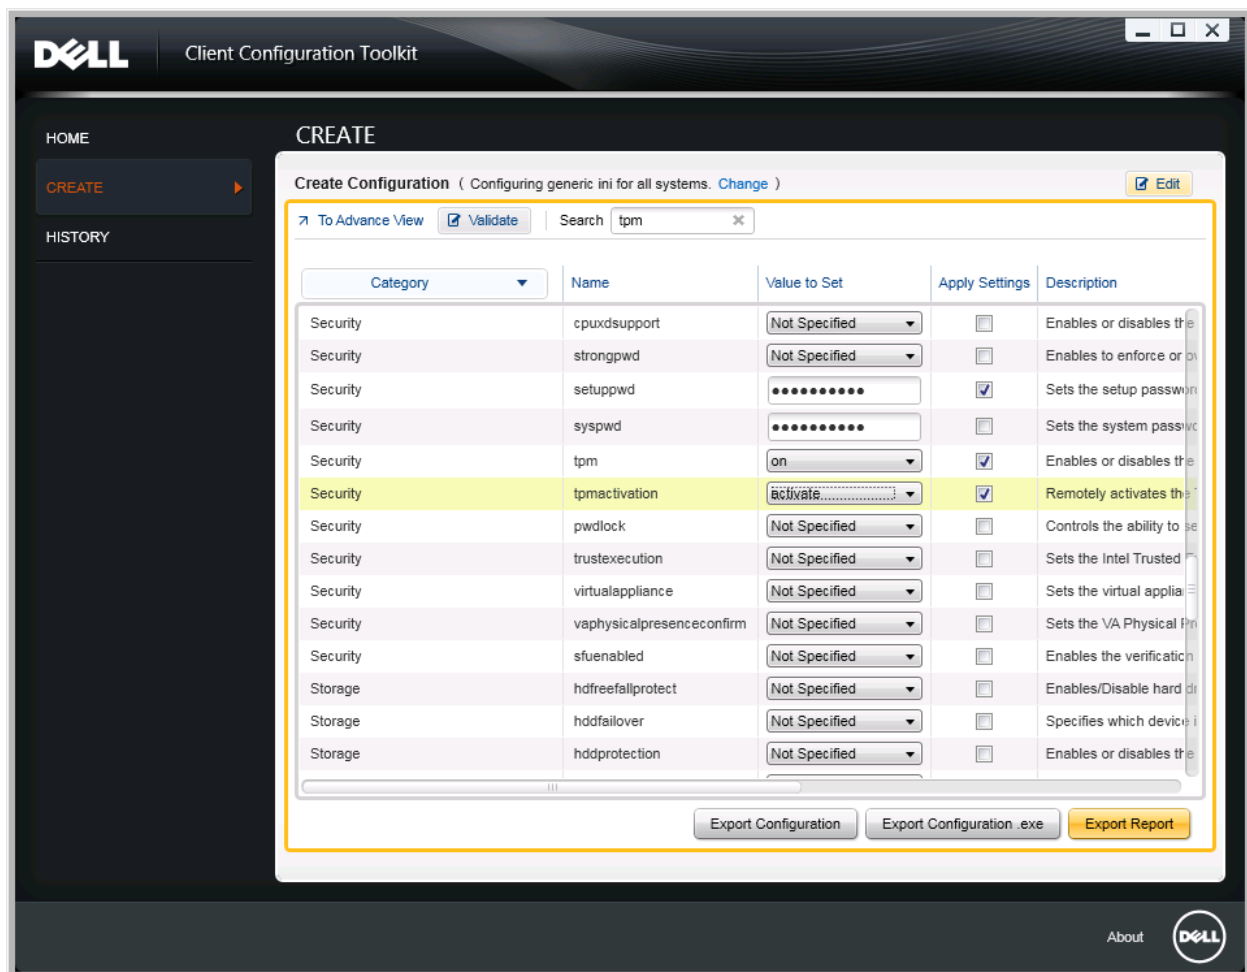 DELL Client Configuration Toolkit
HOME
CREATE
HISTORY
CREATE
Create Configuration ( Configuring generic ini for all systems. Change )
Edit
To Advance View Validate Search tpm
Category Name Value to Set Apply Settings Description
Security cpuxdsupport Not Specified Enables or disables the
Security strongpwd Not Specified Enables to enforce or
Security setuppwd •••••••••• Sets the setup password
Security syspwd •••••••••• Sets the system
Security tpm on Enables or disables the
Security tpmactivation activate Remotely activates the
Security pwdlock Not Specified Controls the ability to
Security trustexecution Not Specified Sets the Intel Trusted
Security virtualappliance Not Specified Sets the virtual
Security vaphysicalpresenceconfirm Not Specified Sets the VA Physical
Security sfuenabled Not Specified Enables the verification
Storage hdfreefallprotect Not Specified Enables/Disable hard
Storage hddfailover Not Specified Specifies which device
Storage hddprotection Not Specified Enables or disables the
Export Configuration Export Configuration .exe Export Report
About DELL